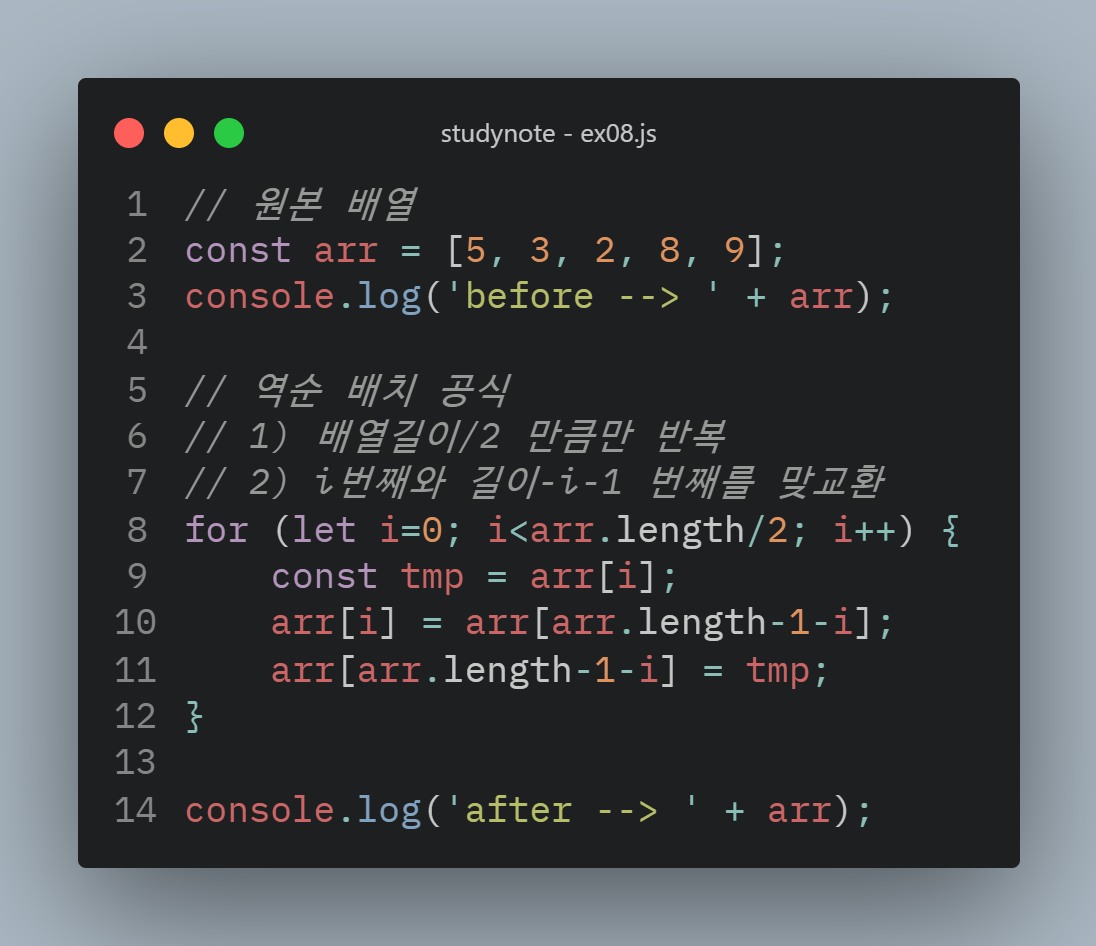 studynote - ex08.js
1 // 원본 배열
2 const arr = [5, 3, 2, 8, 9];
3 console.log('before --> ' + arr);
4
5 // 역순 배치 공식
6 // 1) 배열길이/2 만큼만 반복
7 // 2) i번째와 길이-i-1 번째를 맞교환
8 for (let i=0; i<arr.length/2; i++) {
9     const tmp = arr[i];
10     arr[i] = arr[arr.length-1-i];
11     arr[arr.length-1-i] = tmp;
12 }
13
14 console.log('after --> ' + arr);